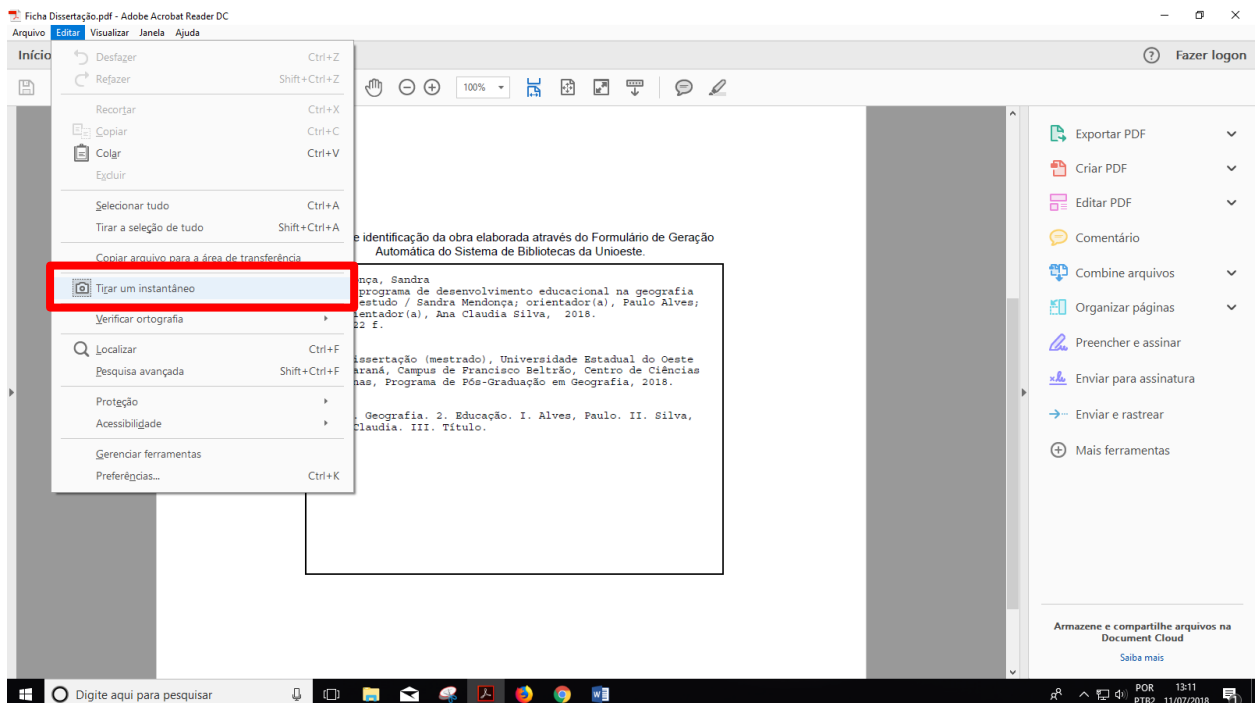 Ficha Dissertação.pdf - Adobe Acrobat Reader DC
Arquivo Editar Visualizar Janela Ajuda
Início
Fazer logon
Desfazer Ctrl+Z
Refazer Shift+Ctrl+Z
Recortar Ctrl+X
Copiar Ctrl+C
Colar Ctrl+V
Excluir
Selecionar tudo Ctrl+A
Tirar a seleção de tudo Shift+Ctrl+A
Copiar arquivo para a área de transferência
Tirar um instantâneo
Verificar ortografia
Localizar Ctrl+F
Pesquisa avançada Shift+Ctrl+F
Proteção
Acessibilidade
Gerenciar ferramentas
Preferências... Ctrl+K
100%
e identificação da obra elaborada através do Formulário de Geração
Automática do Sistema de Bibliotecas da Unioeste.
nça, Sandra
programa de desenvolvimento educacional na geografia
estudo / Sandra Mendonça; orientador(a), Paulo Alves;
ientador(a), Ana Claudia Silva, 2018.
22 f.
issertação (mestrado), Universidade Estadual do Oeste
araná, Campus de Francisco Beltrão, Centro de Ciências
nas, Programa de Pós-Graduação em Geografia, 2018.
. Geografia. 2. Educação. I. Alves, Paulo. II. Silva,
Claudia. III. Título.
Exportar PDF
Criar PDF
Editar PDF
Comentário
Combine arquivos
Organizar páginas
Preencher e assinar
Enviar para assinatura
Enviar e rastrear
Mais ferramentas
Armazene e compartilhe arquivos na
Document Cloud
Saiba mais
Digite aqui para pesquisar
POR 13:11
PTB2 11/07/2018